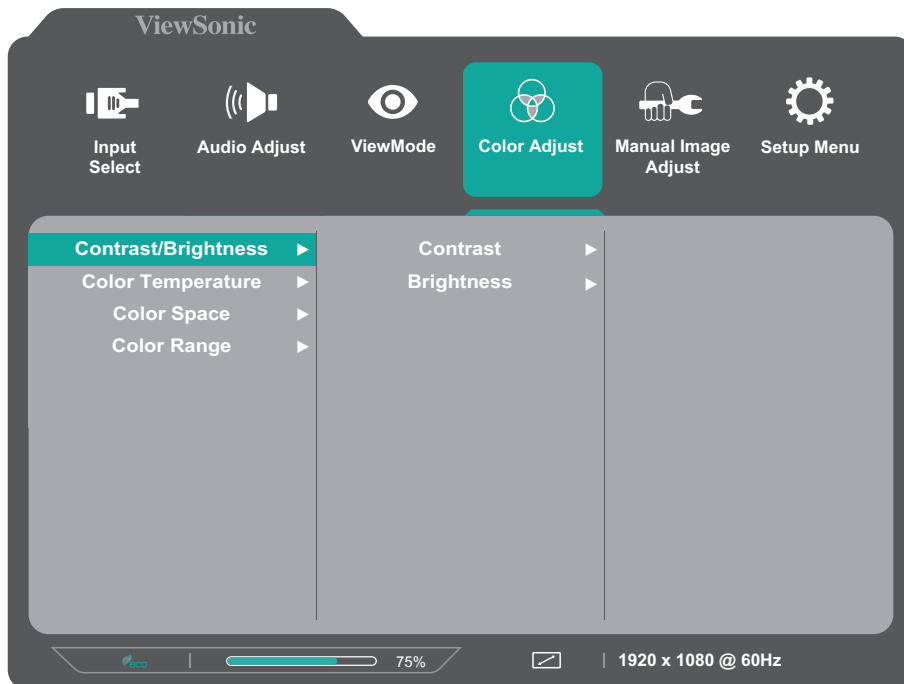 ViewSonic
Input Select
Audio Adjust
ViewMode
Color Adjust
Manual Image Adjust
Setup Menu
Contrast/Brightness
Contrast
Color Temperature
Brightness
Color Space
Color Range
eco
75%
1920 x 1080 @ 60Hz